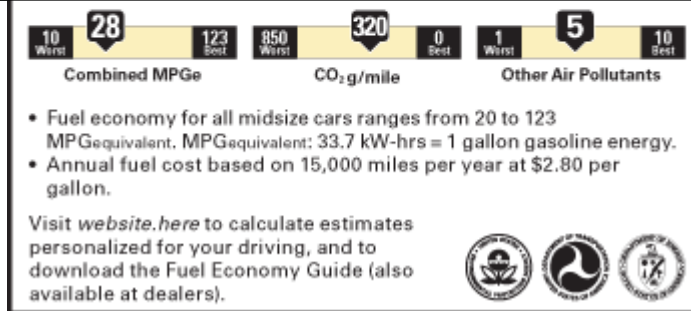 28 320 5
10 Worst 123 Best 850 Worst 0 Best 1 Worst 10 Best
Combined MPGe CO₂ g/mile Other Air Pollutants
• Fuel economy for all midsize cars ranges from 20 to 123
MPGequivalent. MPGequivalent: 33.7 kW-hrs = 1 gallon gasoline energy.
• Annual fuel cost based on 15,000 miles per year at $2.80 per
gallon.
Visit website.here to calculate estimates
personalized for your driving, and to
download the Fuel Economy Guide (also
available at dealers).